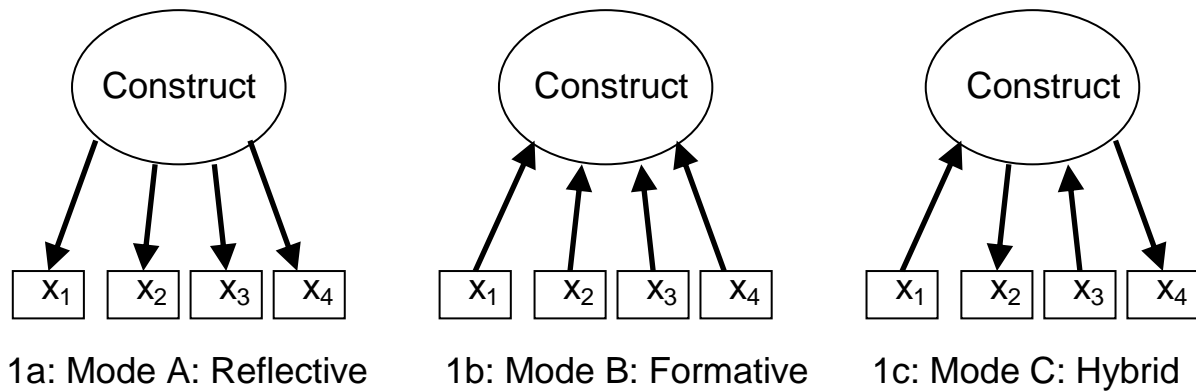 Construct Construct Construct
x₁ x₂ x₃ x₄ x₁ x₂ x₃ x₄ x₁ x₂ x₃ x₄
1a: Mode A: Reflective 1b: Mode B: Formative 1c: Mode C: Hybrid